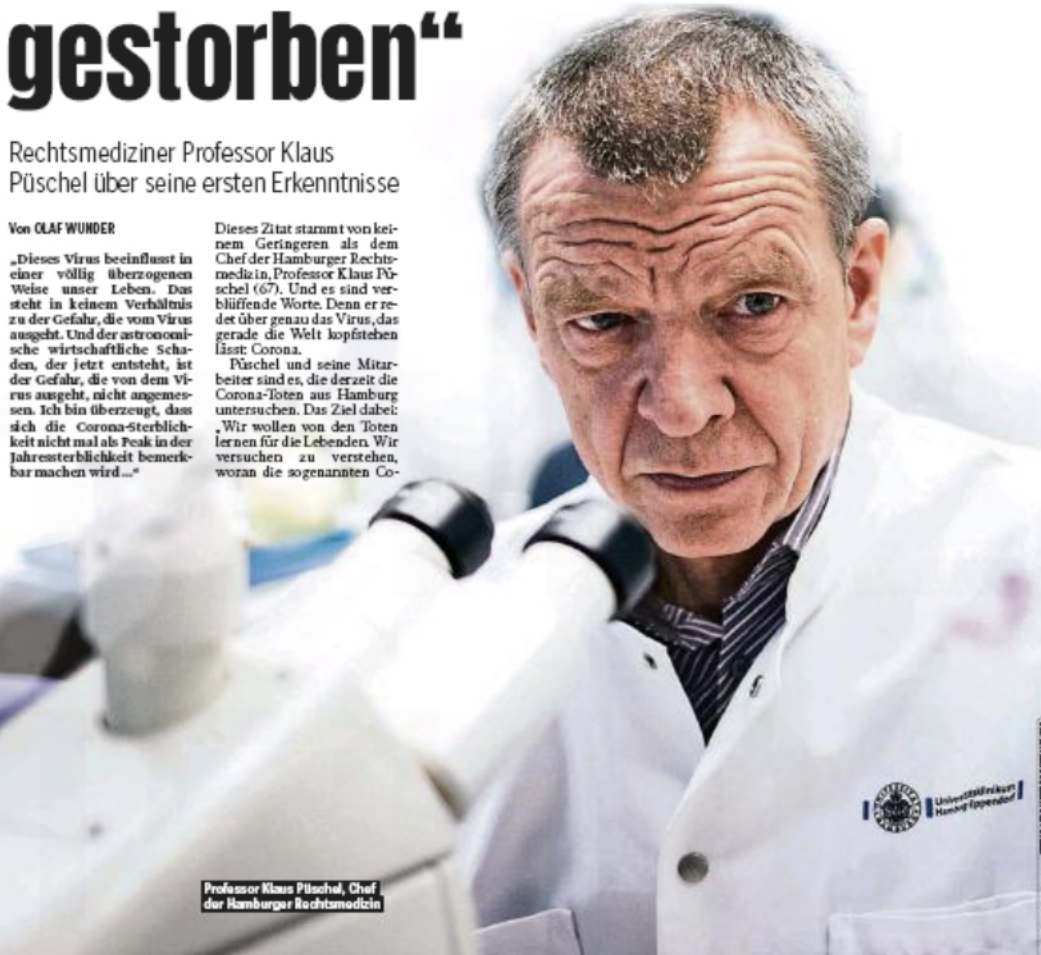 gestorben“
Rechtsmediziner Professor Klaus
Püschel über seine ersten Erkenntnisse
Von OLAF WUNDER
„Dieses Virus beeinflusst in
einer völlig überzogenen
Weise unser Leben. Das
steht in keinem Verhältnis
zu der Gefahr, die vom Virus
ausgeht. Und der astronomi-
sche wirtschaftliche Scha-
den, der jetzt entsteht, ist
der Gefahr, die von dem Vi-
rus ausgeht, nicht angemes-
sen. Ich bin überzeugt, dass
sich die Corona-Sterblich-
keit nicht mal als Peak in der
Jahressterblichkeit bemerk-
bar machen wird ...“
Dieses Zitat stammt von kei-
nem Geringeren als dem
Chef der Hamburger Rechts-
medizin, Professor Klaus Pü-
schel (67). Und es sind ver-
blüffende Worte. Denn er re-
det über genau das Virus, das
gerade die Welt kopfstehen
lässt: Corona.
Püschel und seine Mitar-
beiter sind es, die derzeit die
Corona-Toten aus Hamburg
untersuchen. Das Ziel dabei:
„Wir wollen von den Toten
lernen für die Lebenden. Wir
versuchen zu verstehen,
woran die sogenannten Co-
Universitätsklinikum
Hamburg-Eppendorf
Professor Klaus Püschel, Chef
der Hamburger Rechtsmedizin